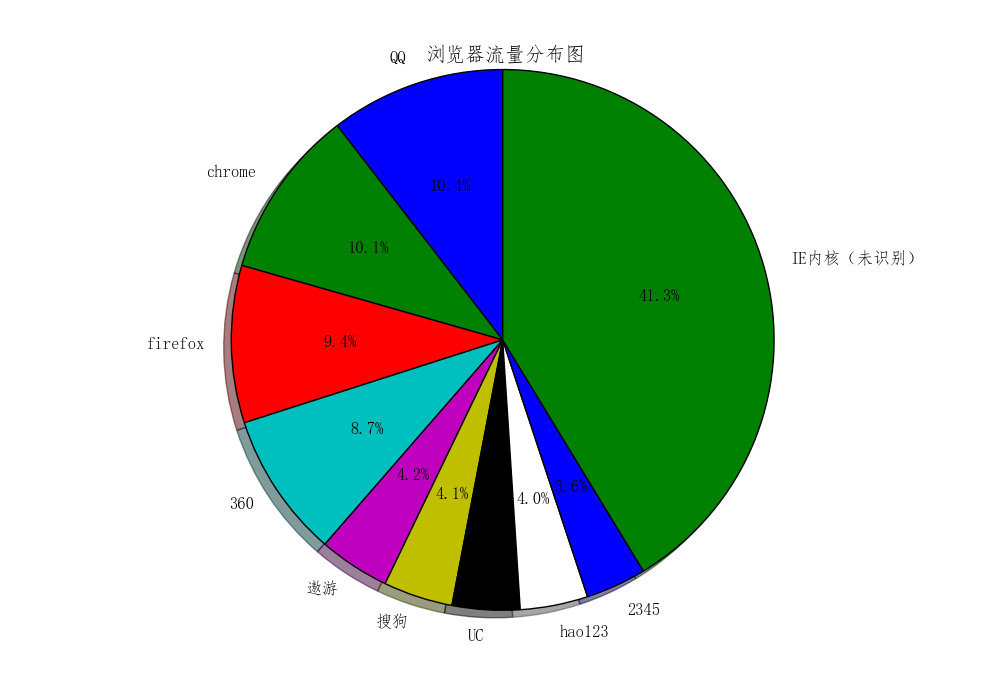 浏览器流量分布图
QQ
10.4%
chrome
10.1%
firefox
9.4%
360
8.7%
遨游
4.2%
搜狗
4.1%
UC
hao123
4.0%
2345
3.6%
IE内核（未识别）
41.3%